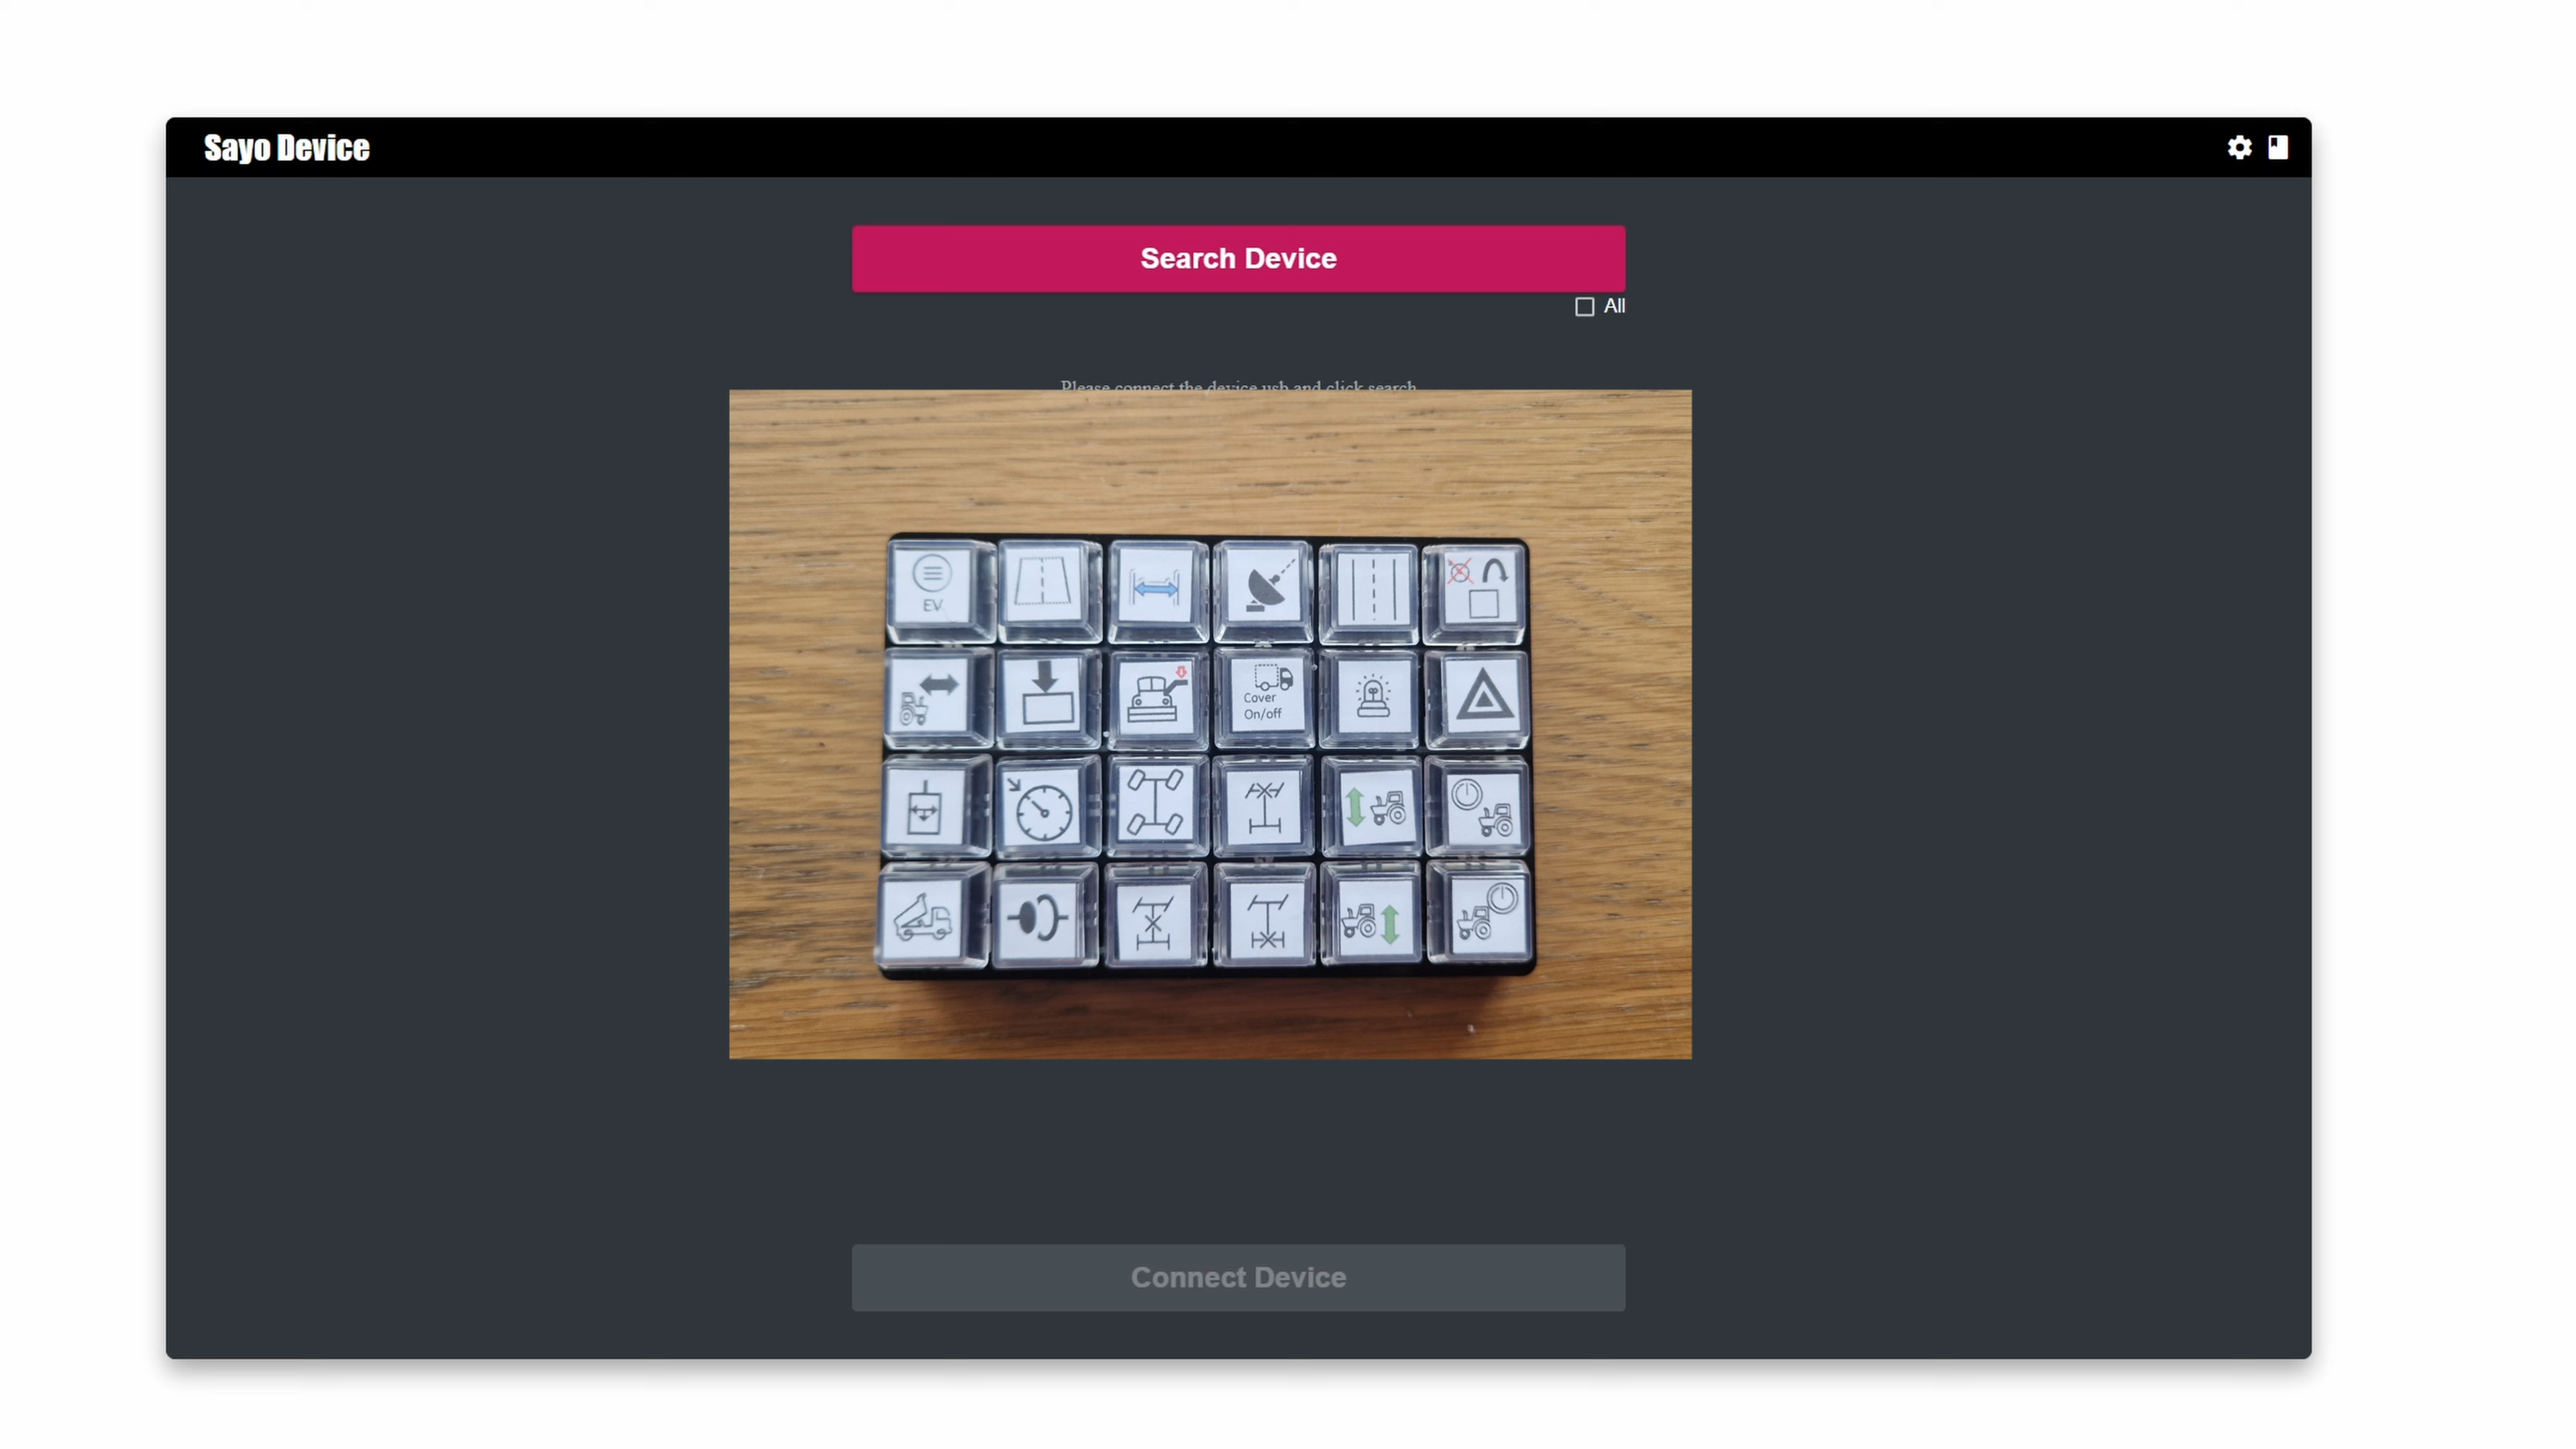 Sayo Device
Search Device
All
Please connect the device usb and click search
EV
Cover
On/off
Connect Device